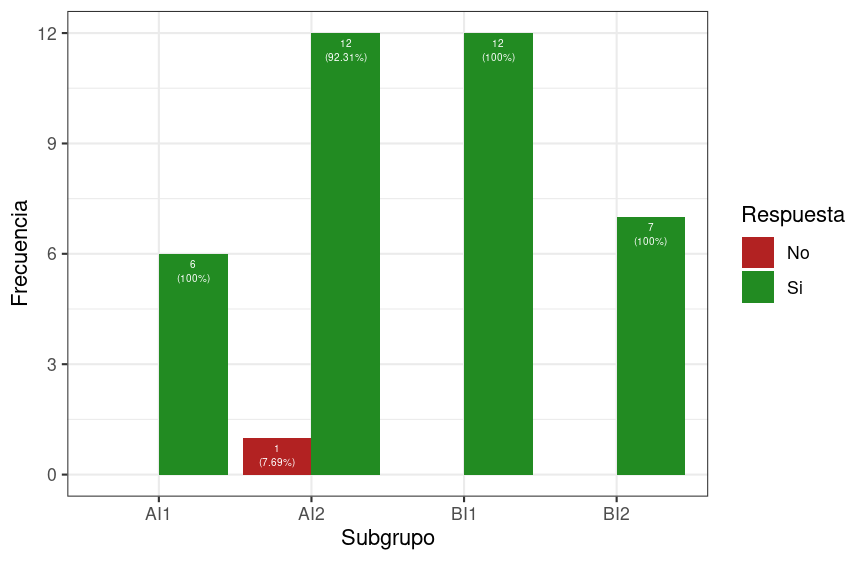 12
9
6
3
0
Frecuencia
6
(100%)
1
(7.69%)
12
(92.31%)
12
(100%)
7
(100%)
AI1
AI2
BI1
BI2
Subgrupo
Respuesta
No
Si